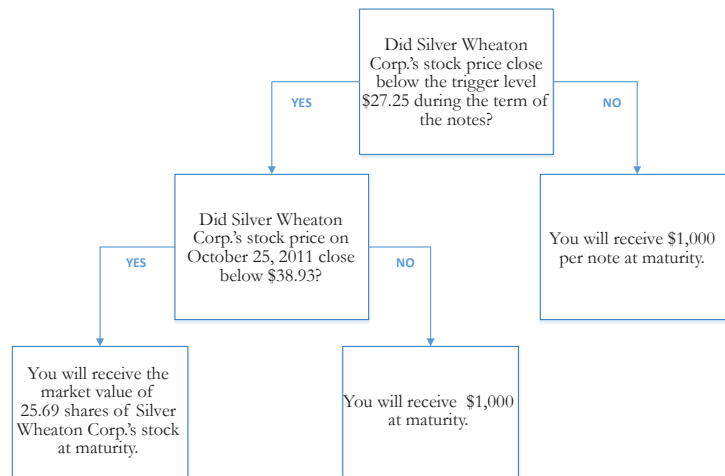 Did Silver Wheaton
Corp.'s stock price close
below the trigger level
$27.25 during the term of
the notes?
YES
NO
Did Silver Wheaton
Corp.'s stock price on
October 25, 2011 close
below $38.93?
You will receive $1,000
per note at maturity.
YES
NO
You will receive the
market value of
25.69 shares of Silver
Wheaton Corp.'s stock
at maturity.
You will receive $1,000
at maturity.